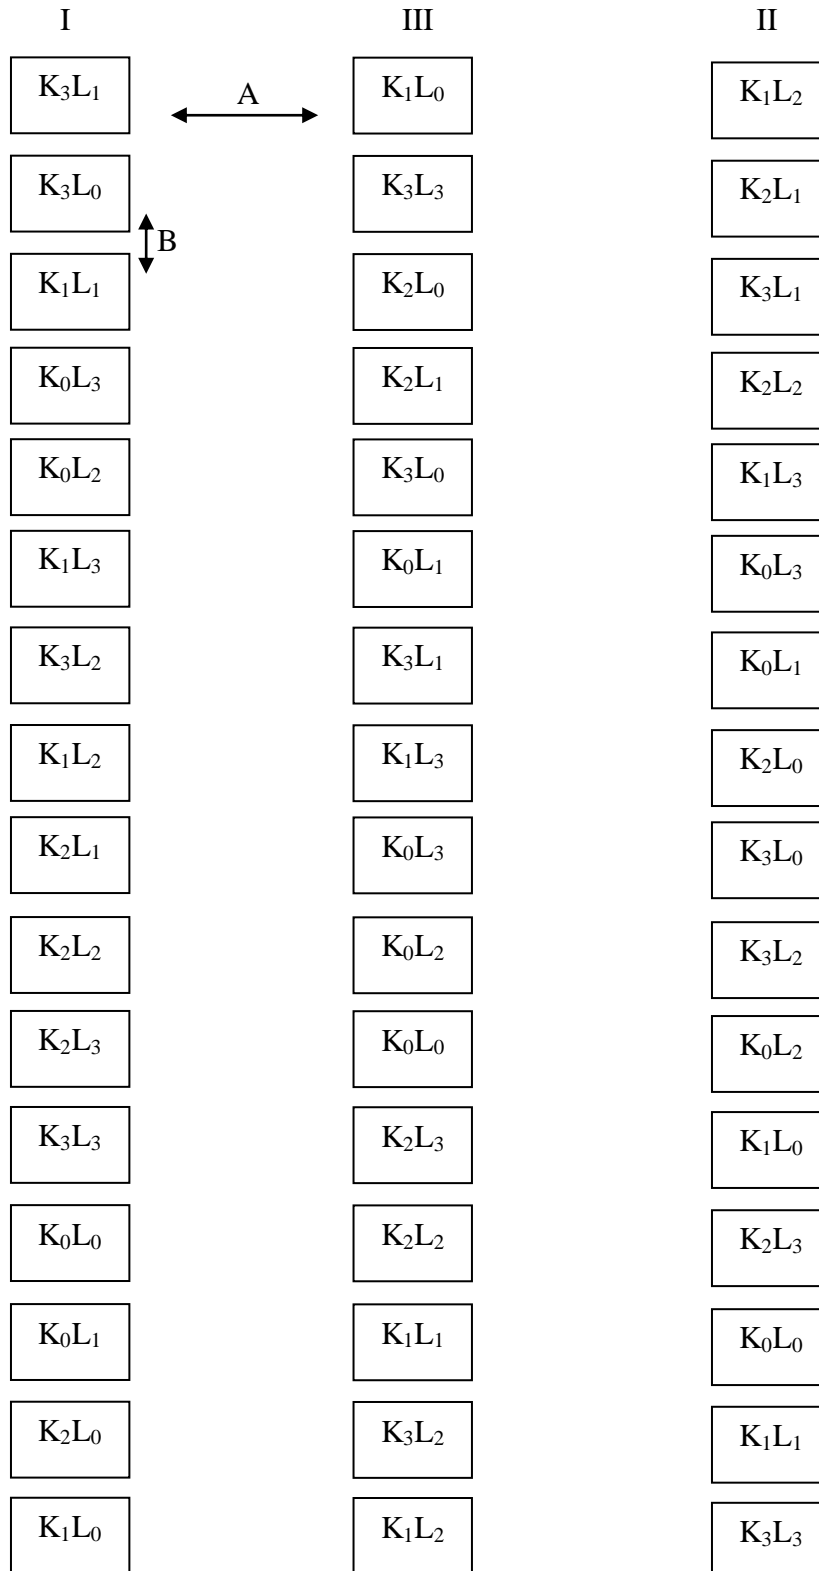 I III II
K₃L₁ A K₁L₀ K₁L₂
K₃L₀ K₃L₃ K₂L₁
B
K₁L₁ K₂L₀ K₃L₁
K₀L₃ K₂L₁ K₂L₂
K₀L₂ K₃L₀ K₁L₃
K₁L₃ K₀L₁ K₀L₃
K₃L₂ K₃L₁ K₀L₁
K₁L₂ K₁L₃ K₂L₀
K₂L₁ K₀L₃ K₃L₀
K₂L₂ K₀L₂ K₃L₂
K₂L₃ K₀L₀ K₀L₂
K₃L₃ K₂L₃ K₁L₀
K₀L₀ K₂L₂ K₂L₃
K₀L₁ K₁L₁ K₀L₀
K₂L₀ K₃L₂ K₁L₁
K₁L₀ K₁L₂ K₃L₃